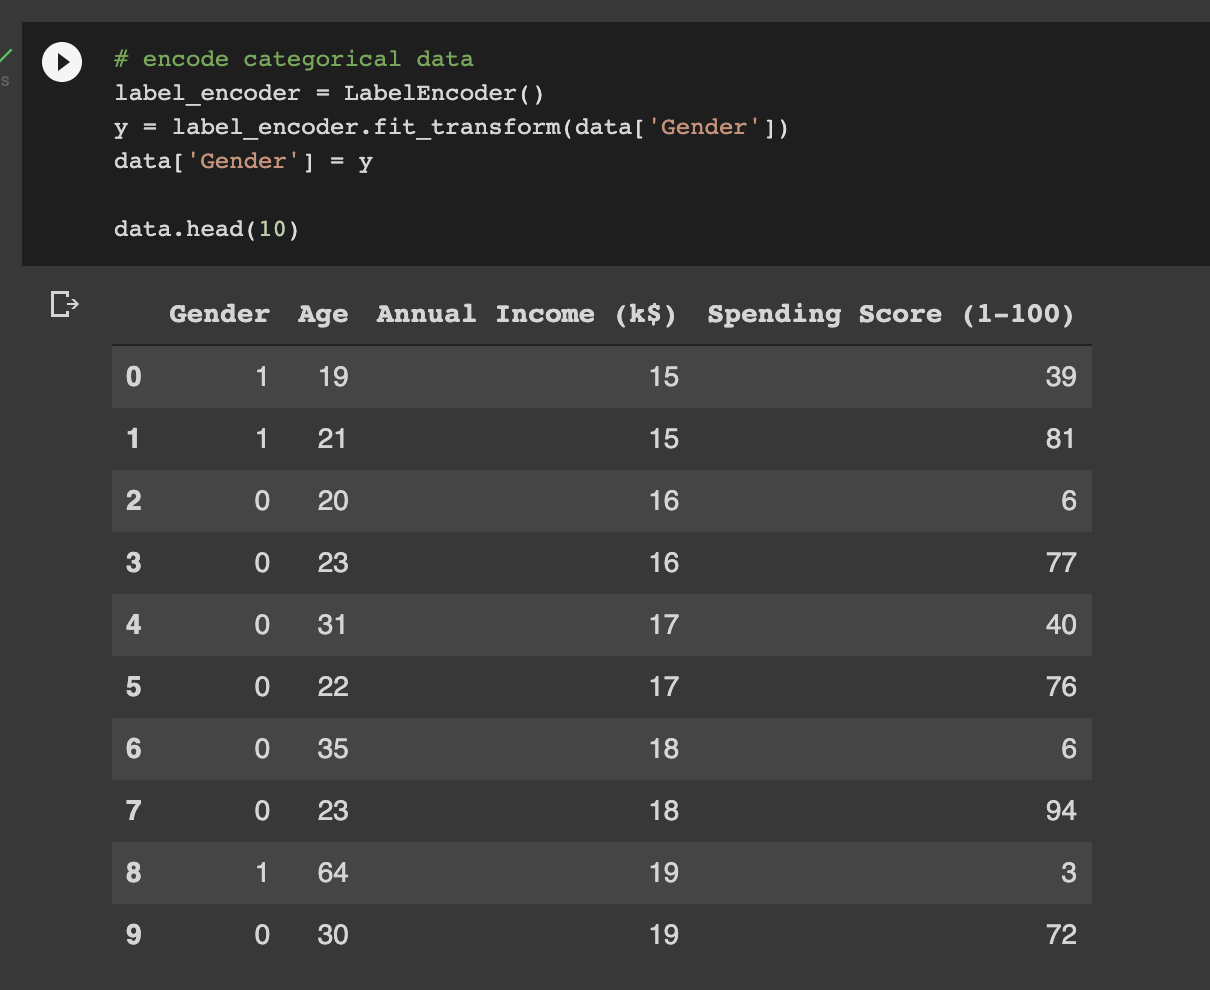 # encode categorical data
label_encoder = LabelEncoder()
y = label_encoder.fit_transform(data['Gender'])
data['Gender'] = y
data.head(10)
s
Gender Age Annual Income (k$) Spending Score (1-100)
0 1 19 15 39
1 1 21 15 81
2 0 20 16 6
3 0 23 16 77
4 0 31 17 40
5 0 22 17 76
6 0 35 18 6
7 0 23 18 94
8 1 64 19 3
9 0 30 19 72